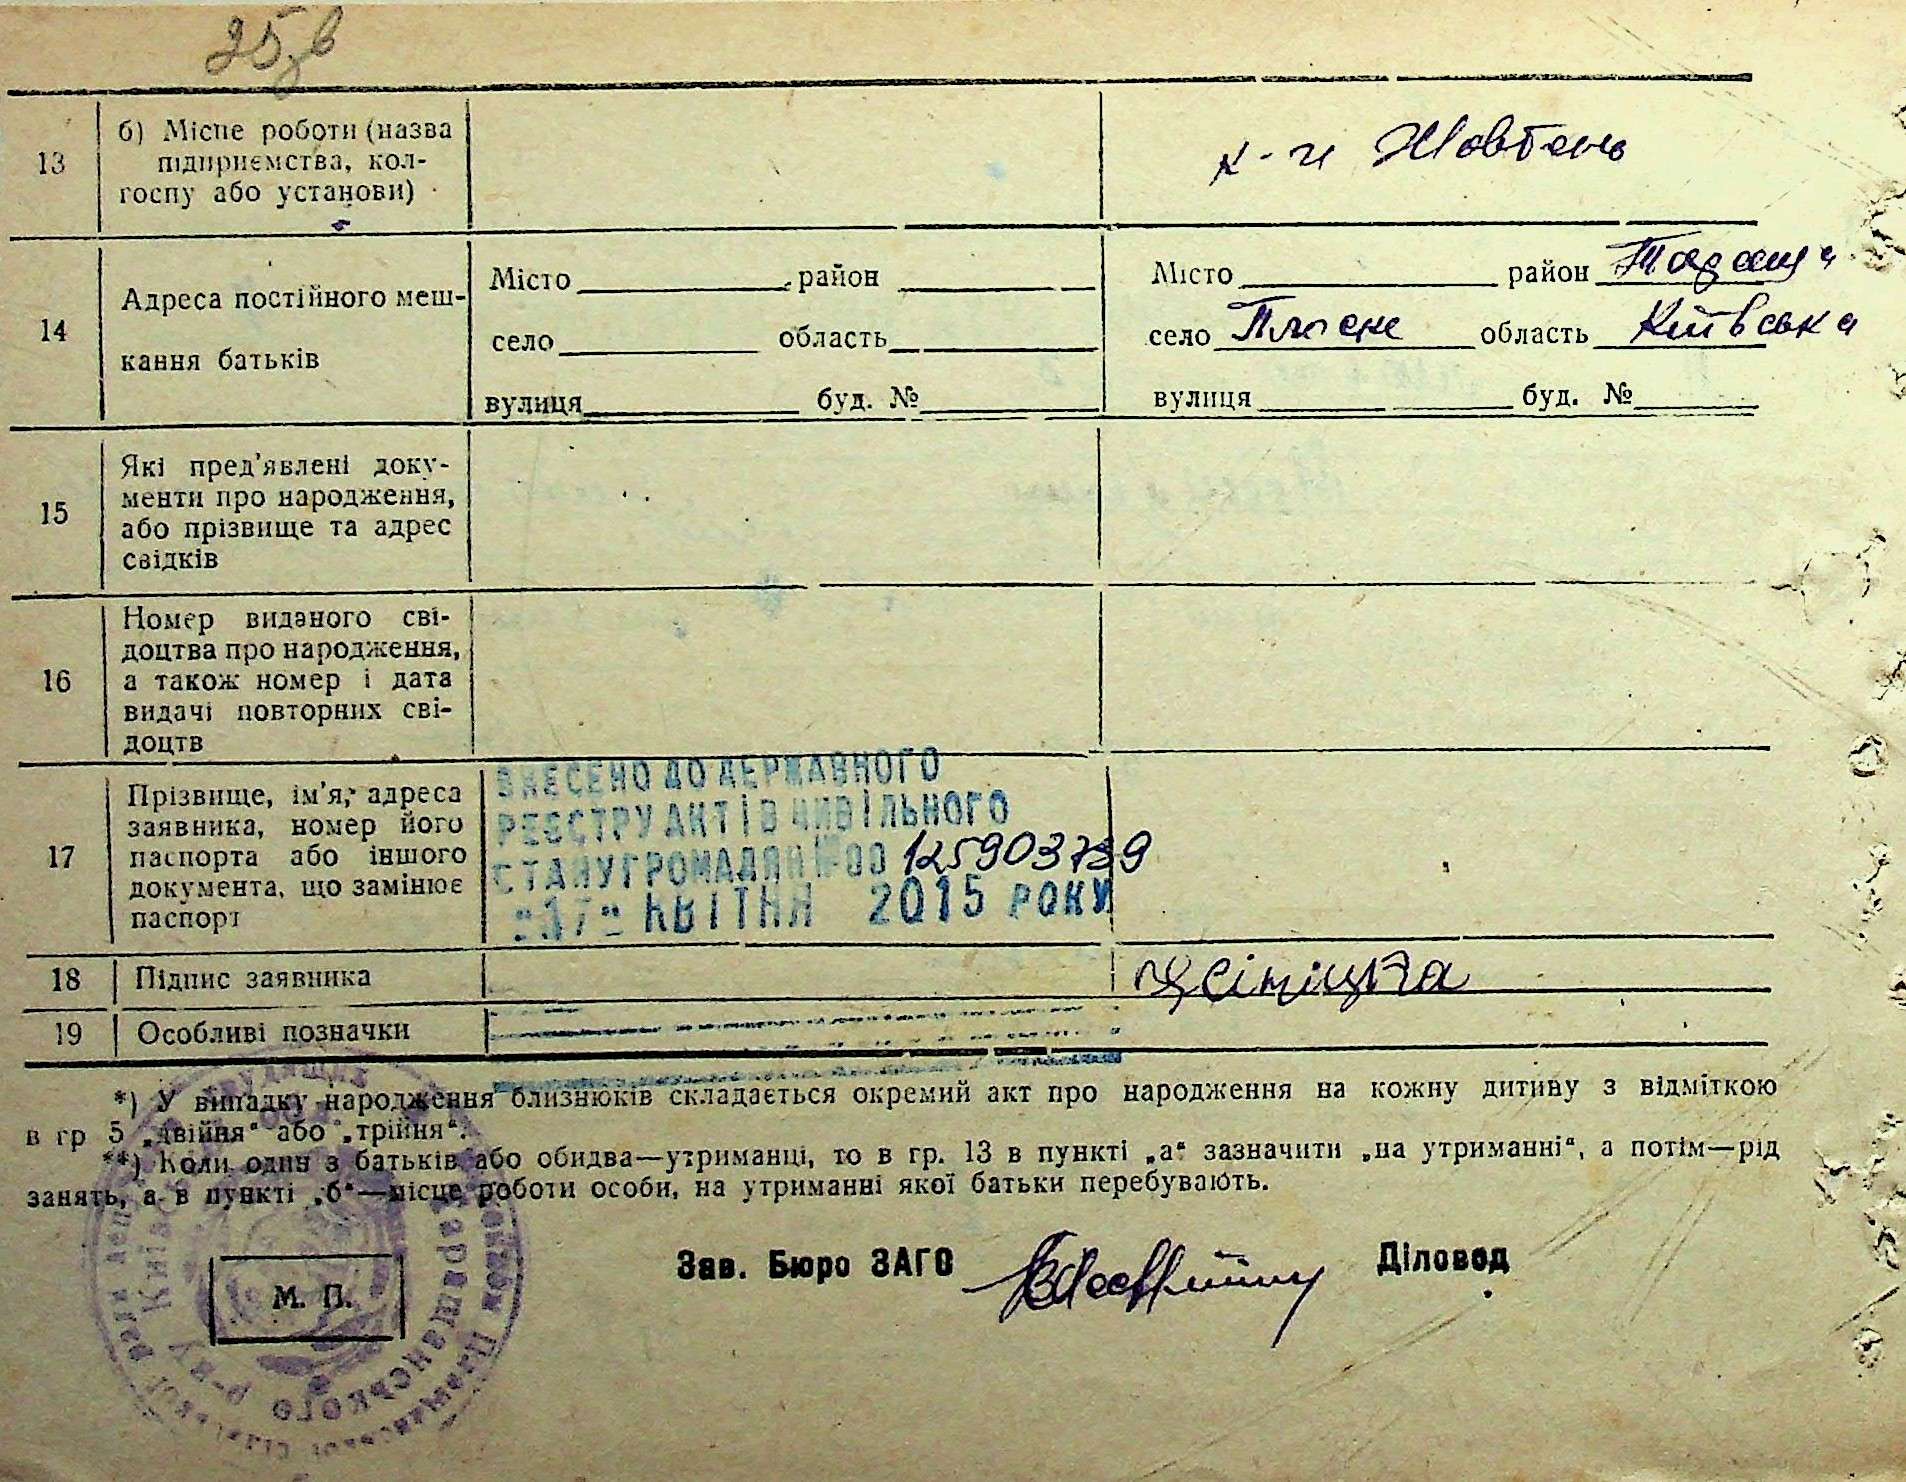 25 зв
13
б) Місце роботи (назва
підприємства, кол-
госпу або установи)
к-п Жовтень
14
Адреса постійного меш-
кання батьків
Місто район
село область
вулиця буд. №
Місто район Тараща
село Плоске область Київська
вулиця буд. №
15
Які пред'явлені доку-
менти про народження,
або прізвище та адрес
свідків
16
Номер виданого сві-
доцтва про народження,
а також номер і дата
видачі повторних сві-
доцтв
17
Прізвище, ім'я, адреса
заявника, номер його
паспорта або іншого
документа, що замінює
паспорт
ВНЕСЕНО ДО ДЕРЖАВНОГО
РЕЄСТРУ АКТІВ ЦИВІЛЬНОГО
СТАНУ ГРОМАДЯН №00125903739
"17" КВІТНЯ 2015 РОКУ
18
Підпис заявника
19
Особливі позначки
*) У випадку народження близнюків складається окремий акт про народження на кожну дитину з відміткою
в гр 5 „двійня“ або „трійня“.
**) Коли один з батьків або обидва—утриманці, то в гр. 13 в пункті „а“ зазначити „на утриманні“, а потім—рід
занять, а в пункті „б“—місце роботи особи, на утриманні якої батьки перебувають.
Зав. Бюро ЗАГС
Діловод
М. П.
Таращанського
р-ну